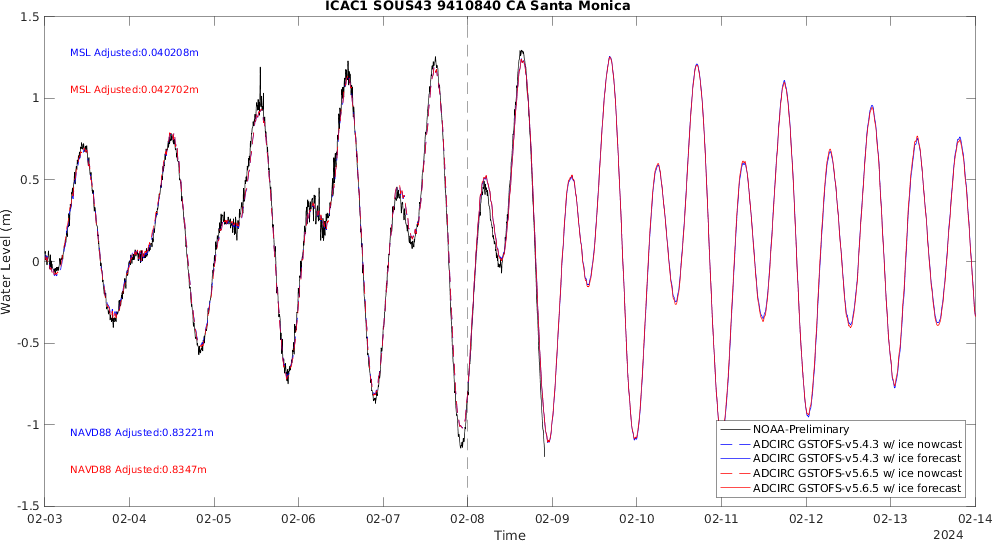 ICAC1 SOUS43 9410840 CA Santa Monica
1.5
MSL Adjusted:0.040208m
MSL Adjusted:0.042702m
1
0.5
Water Level (m)
0
-0.5
-1
NAVD88 Adjusted:0.83221m
NAVD88 Adjusted:0.8347m
-1.5
NOAA-Preliminary
ADCIRC GSTOFS-v5.4.3 w/ ice nowcast
ADCIRC GSTOFS-v5.4.3 w/ ice forecast
ADCIRC GSTOFS-v5.6.5 w/ ice nowcast
ADCIRC GSTOFS-v5.6.5 w/ ice forecast
02-03 02-04 02-05 02-06 02-07 02-08 02-09 02-10 02-11 02-12 02-13 02-14
Time
2024